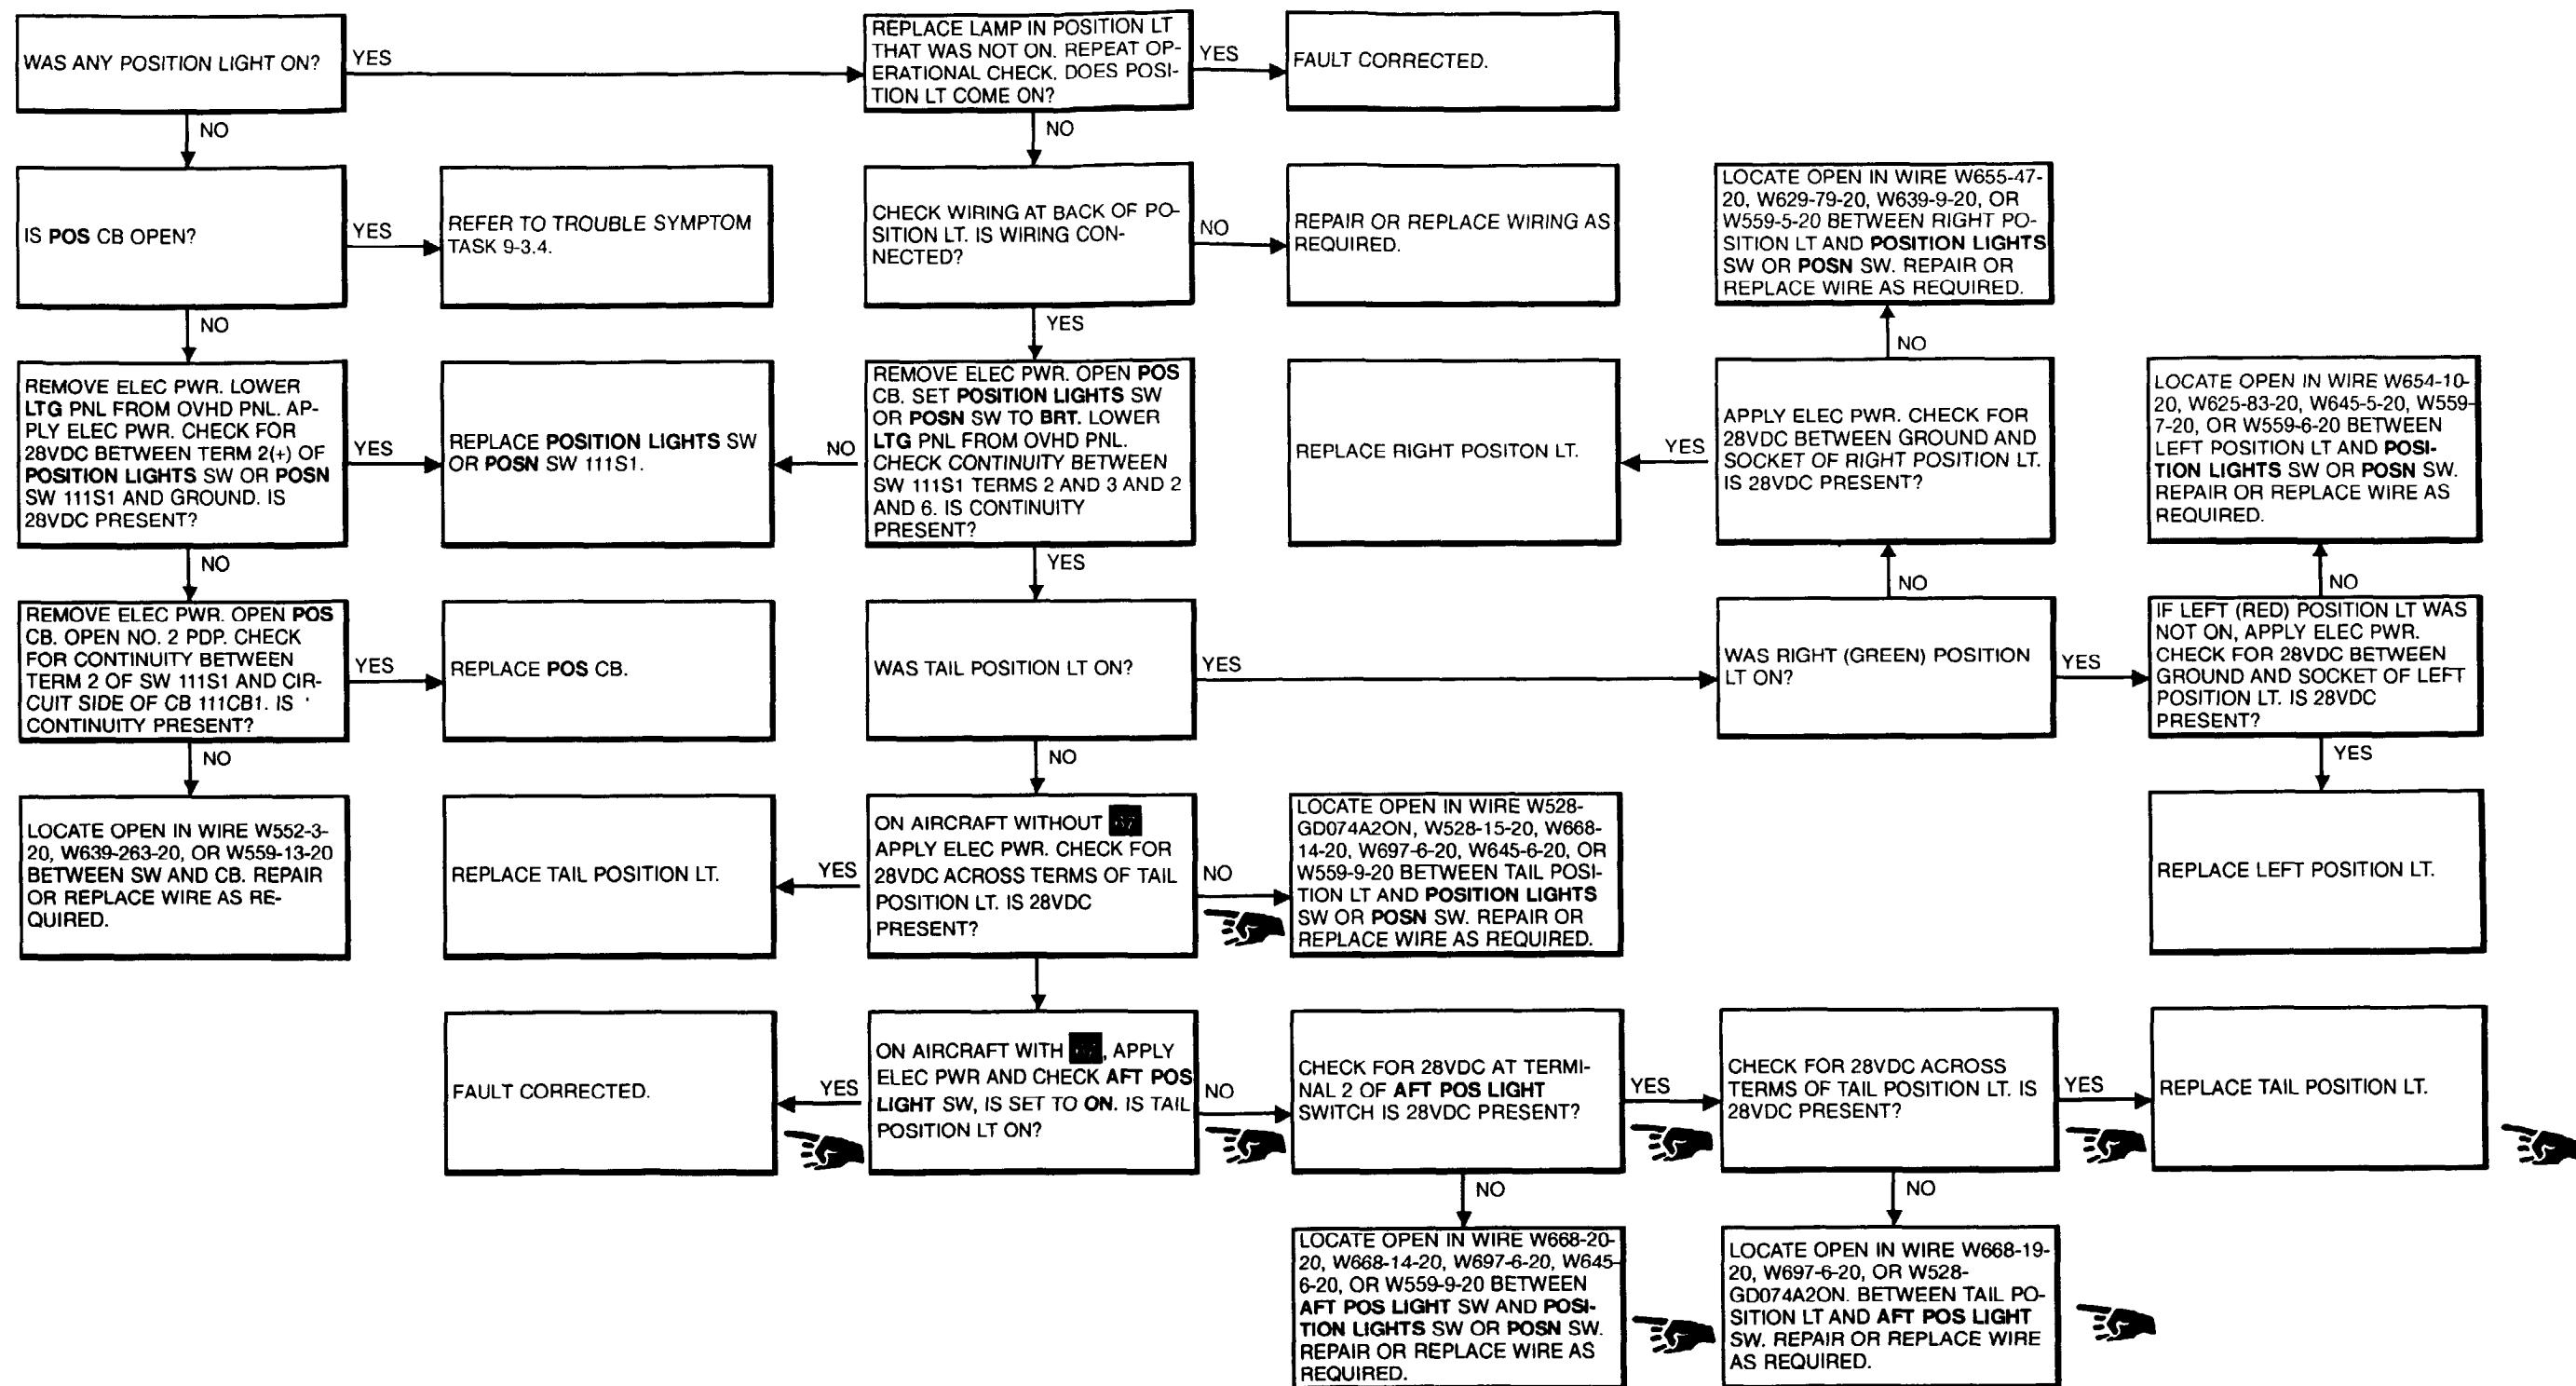 WAS ANY POSITION LIGHT ON?
YES
REPLACE LAMP IN POSITION LT
THAT WAS NOT ON. REPEAT OP-
ERATIONAL CHECK. DOES POSI-
TION LT COME ON?
YES
FAULT CORRECTED.
NO
NO
IS POS CB OPEN?
YES
REFER TO TROUBLE SYMPTOM
TASK 9-3.4.
CHECK WIRING AT BACK OF PO-
SITION LT. IS WIRING CON-
NECTED?
NO
REPAIR OR REPLACE WIRING AS
REQUIRED.
LOCATE OPEN IN WIRE W655-47-
20, W629-79-20, W639-9-20, OR
W559-5-20 BETWEEN RIGHT PO-
SITION LT AND POSITION LIGHTS
SW OR POSN SW. REPAIR OR
REPLACE WIRE AS REQUIRED.
NO
YES
NO
REMOVE ELEC PWR. LOWER
LTG PNL FROM OVHD PNL. AP-
PLY ELEC PWR. CHECK FOR
28VDC BETWEEN TERM 2(+) OF
POSITION LIGHTS SW OR POSN
SW 111S1 AND GROUND. IS
28VDC PRESENT?
YES
REPLACE POSITION LIGHTS SW
OR POSN SW 111S1.
NO
REMOVE ELEC PWR. OPEN POS
CB. SET POSITION LIGHTS SW
OR POSN SW TO BRT. LOWER
LTG PNL FROM OVHD PNL.
CHECK CONTINUITY BETWEEN
SW 111S1 TERMS 2 AND 3 AND 2
AND 6. IS CONTINUITY
PRESENT?
REPLACE RIGHT POSITON LT.
YES
APPLY ELEC PWR. CHECK FOR
28VDC BETWEEN GROUND AND
SOCKET OF RIGHT POSITION LT.
IS 28VDC PRESENT?
LOCATE OPEN IN WIRE W654-10-
20, W625-83-20, W645-5-20, W559-
7-20, OR W559-6-20 BETWEEN
LEFT POSITION LT AND POSI-
TION LIGHTS SW OR POSN SW.
REPAIR OR REPLACE WIRE AS
REQUIRED.
NO
YES
NO
NO
REMOVE ELEC PWR. OPEN POS
CB. OPEN NO. 2 PDP. CHECK
FOR CONTINUITY BETWEEN
TERM 2 OF SW 111S1 AND CIR-
CUIT SIDE OF CB 111CB1. IS
CONTINUITY PRESENT?
YES
REPLACE POS CB.
WAS TAIL POSITION LT ON?
YES
WAS RIGHT (GREEN) POSITION
LT ON?
YES
IF LEFT (RED) POSITION LT WAS
NOT ON, APPLY ELEC PWR.
CHECK FOR 28VDC BETWEEN
GROUND AND SOCKET OF LEFT
POSITION LT. IS 28VDC
PRESENT?
NO
NO
YES
LOCATE OPEN IN WIRE W552-3-
20, W639-263-20, OR W559-13-20
BETWEEN SW AND CB. REPAIR
OR REPLACE WIRE AS RE-
QUIRED.
REPLACE TAIL POSITION LT.
YES
ON AIRCRAFT WITHOUT
APPLY ELEC PWR. CHECK FOR
28VDC ACROSS TERMS OF TAIL
POSITION LT. IS 28VDC
PRESENT?
NO
LOCATE OPEN IN WIRE W528-
GD074A2ON, W528-15-20, W668-
14-20, W697-6-20, W645-6-20, OR
W559-9-20 BETWEEN TAIL POSI-
TION LT AND POSITION LIGHTS
SW OR POSN SW. REPAIR OR
REPLACE WIRE AS REQUIRED.
REPLACE LEFT POSITION LT.
FAULT CORRECTED.
YES
ON AIRCRAFT WITH , APPLY
ELEC PWR AND CHECK AFT POS
LIGHT SW, IS SET TO ON. IS TAIL
POSITION LT ON?
NO
CHECK FOR 28VDC AT TERMI-
NAL 2 OF AFT POS LIGHT
SWITCH IS 28VDC PRESENT?
YES
CHECK FOR 28VDC ACROSS
TERMS OF TAIL POSITION LT. IS
28VDC PRESENT?
YES
REPLACE TAIL POSITION LT.
NO
NO
LOCATE OPEN IN WIRE W668-20-
20, W668-14-20, W697-6-20, W645-
6-20, OR W559-9-20 BETWEEN
AFT POS LIGHT SW AND POSI-
TION LIGHTS SW OR POSN SW.
REPAIR OR REPLACE WIRE AS
REQUIRED.
LOCATE OPEN IN WIRE W668-19-
20, W697-6-20, OR W528-
GD074A2ON. BETWEEN TAIL PO-
SITION LT AND AFT POS LIGHT
SW. REPAIR OR REPLACE WIRE
AS REQUIRED.